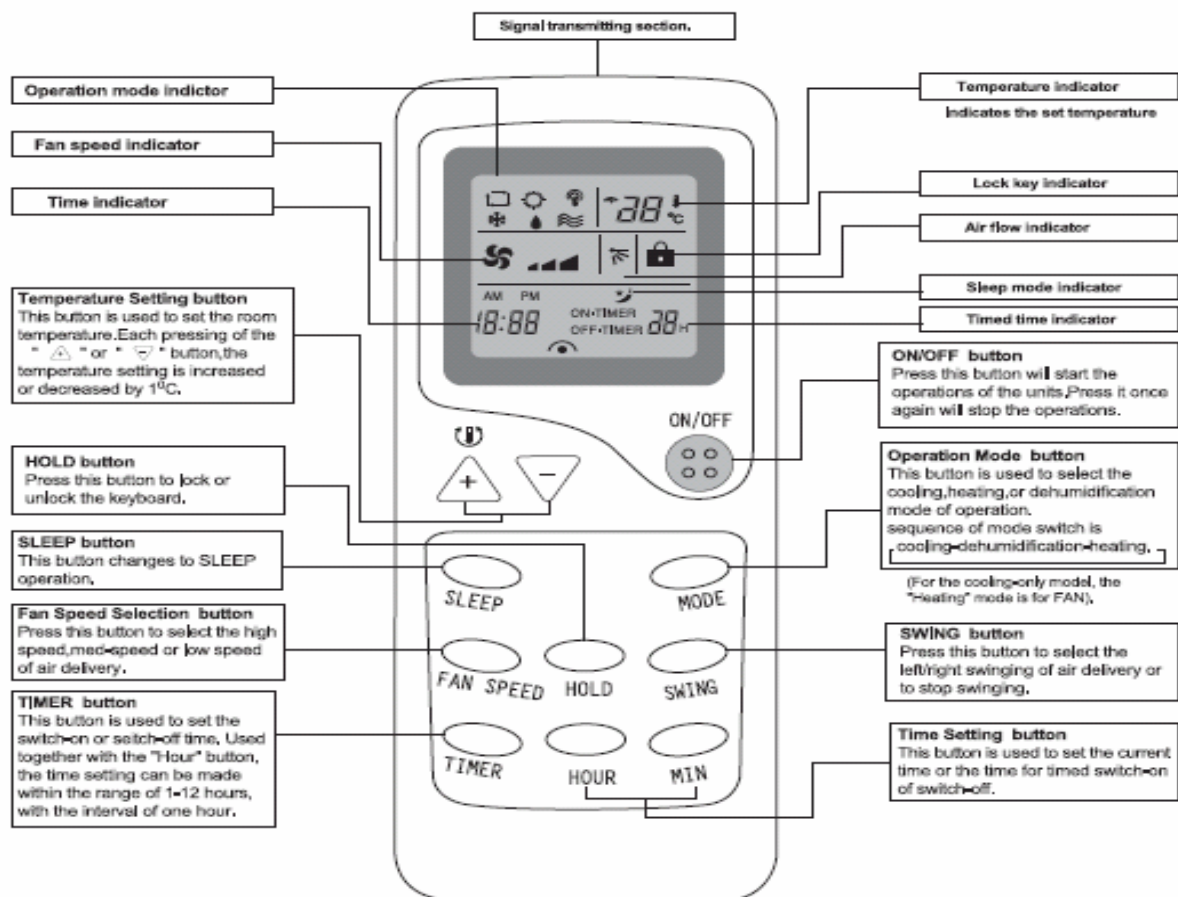 Signal transmitting section.
Operation mode indictor
Fan speed indicator
Time indicator
Temperature Setting button
This button is used to set the room
temperature.Each pressing of the
" + " or " − " button,the
temperature setting is increased
or decreased by 1⁰C.
HOLD button
Press this button to lock or
unlock the keyboard.
SLEEP button
This button changes to SLEEP
operation.
Fan Speed Selection button
Press this button to select the high
speed,med-speed or low speed
of air delivery.
TIMER button
This button is used to set the
switch-on or seitch-off time. Used
together with the "Hour" button,
the time setting can be made
within the range of 1-12 hours,
with the interval of one hour.
88
°C
AM PM
ON•TIMER
18:88 OFF•TIMER 88 H
ON/OFF
+ −
SLEEP MODE
FAN SPEED HOLD SWING
TIMER HOUR MIN
Temperature indicator
Indicates the set temperature
Lock key indicator
Air flow indicator
Sleep mode indicator
Timed time indicator
ON/OFF button
Press this button will start the
operations of the units,Press it once
again will stop the operations.
Operation Mode button
This button is used to select the
cooling,heating,or dehumidification
mode of operation.
sequence of mode switch is
cooling-dehumidification-heating.
(For the cooling-only model, the
"Heating" mode is for FAN).
SWING button
Press this button to select the
left/right swinging of air delivery or
to stop swinging.
Time Setting button
This button is used to set the current
time or the time for timed switch-on
of switch-off.